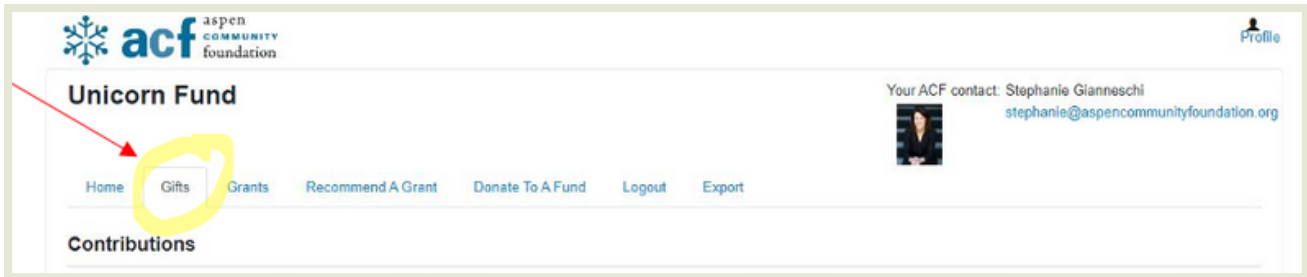 acf aspen
COMMUNITY
foundation
Profile
Unicorn Fund
Your ACF contact: Stephanie Gianneschi
stephanie@aspencommunityfoundation.org
Home Gifts Grants Recommend A Grant Donate To A Fund Logout Export
Contributions